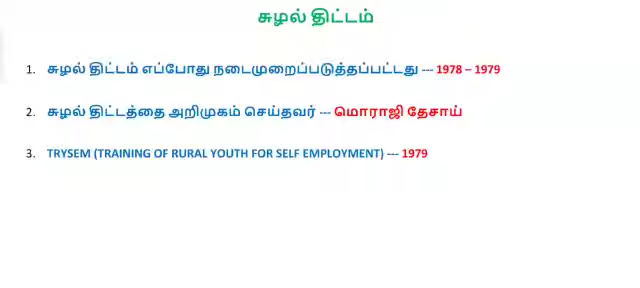 சுழல் திட்டம்
1. சுழல் திட்டம் எப்போது நடைமுறைப்படுத்தப்பட்டது --- 1978 – 1979
2. சுழல் திட்டத்தை அறிமுகம் செய்தவர் --- மொராஜி தேசாய்
3. TRYSEM (TRAINING OF RURAL YOUTH FOR SELF EMPLOYMENT) --- 1979